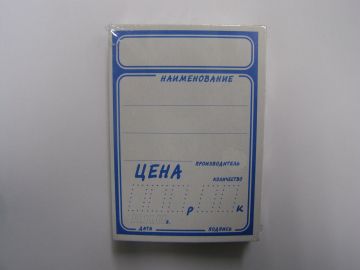 НАИМЕНОВАНИЕ
ПРОИЗВОДИТЕЛЬ
ЦЕНА КОЛИЧЕСТВО
Р К
г.
ДАТА ПОДПИСЬ